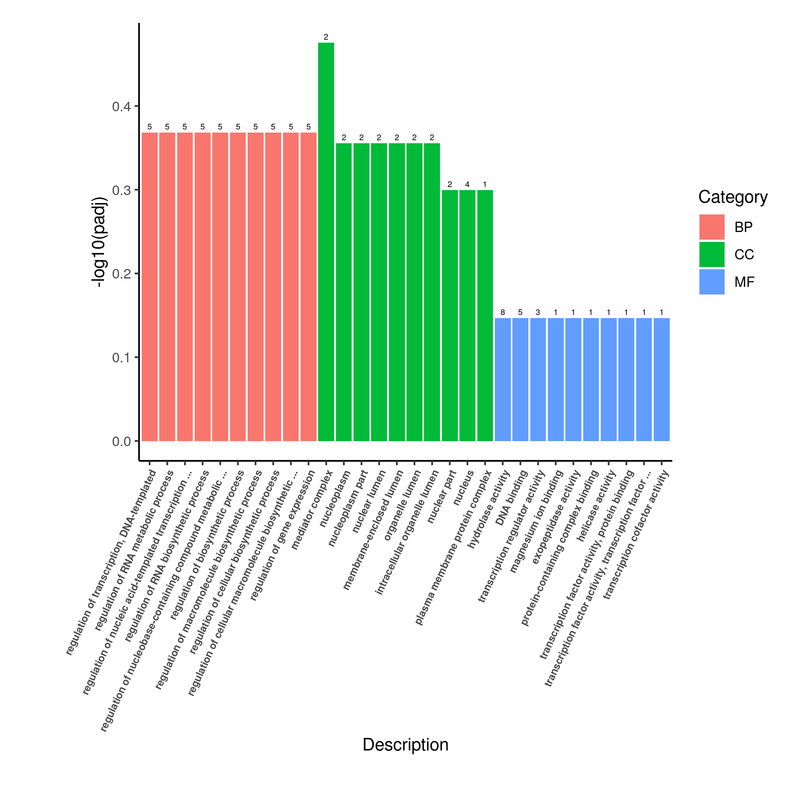 -log10(padj)
0.4
0.3
0.2
0.1
0.0
5 5 5 5 5 5 5 5 5 5 2 2 2 2 2 2 2 2 4 1 8 5 3 1 1 1 1 1 1 1
regulation of transcription, DNA-templated
regulation of RNA metabolic process
regulation of nucleic acid-templated transcription ...
regulation of RNA biosynthetic process
regulation of nucleobase-containing compound metabolic ...
regulation of biosynthetic process
regulation of macromolecule biosynthetic process
regulation of cellular biosynthetic process
regulation of cellular macromolecule biosynthetic ...
regulation of gene expression
mediator complex
nucleoplasm
nucleoplasm part
nuclear lumen
membrane-enclosed lumen
organelle lumen
intracellular organelle lumen
nuclear part
nucleus
plasma membrane protein complex
hydrolase activity
DNA binding
transcription regulator activity
magnesium ion binding
exopeptidase activity
protein-containing complex binding
helicase activity
transcription factor activity, protein binding
transcription factor activity, transcription factor ...
transcription cofactor activity
Description
Category
BP
CC
MF